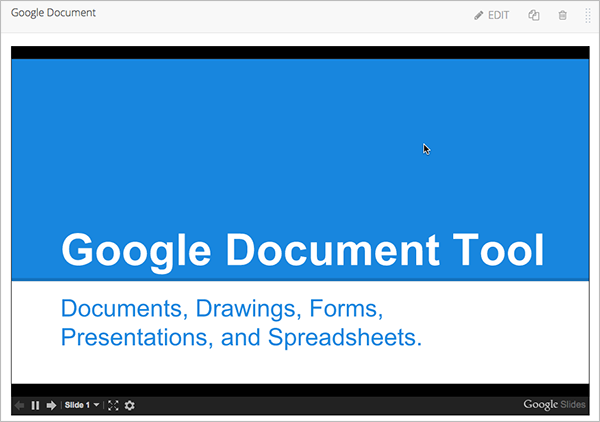 Google Document
EDIT
Google Document Tool
Documents, Drawings, Forms,
Presentations, and Spreadsheets.
Slide 1
Google Slides